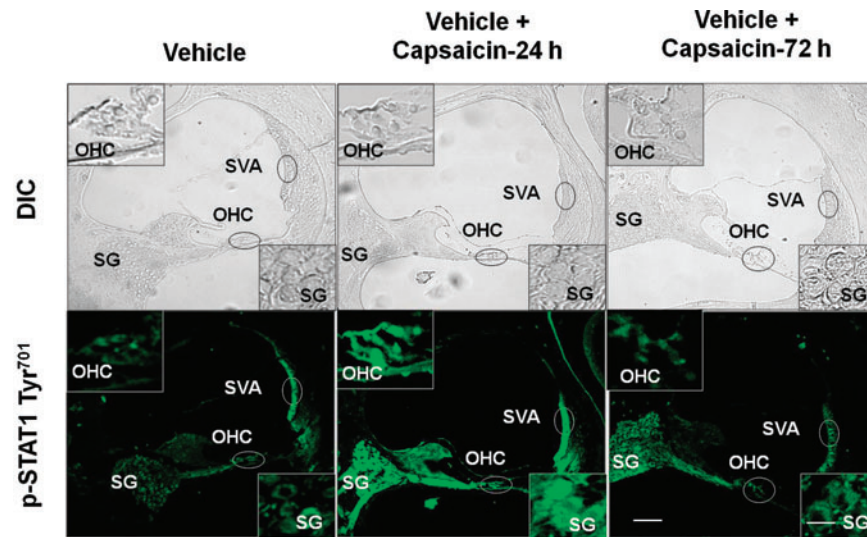 Vehicle
Vehicle +
Capsaicin-24 h
Vehicle +
Capsaicin-72 h
DIC
OHC
SVA
OHC
SG
SG
OHC
SVA
OHC
SG
SG
OHC
SVA
OHC
SG
SG
p-STAT1 Tyr701
OHC
SVA
OHC
SG
SG
OHC
SVA
OHC
SG
SG
OHC
SVA
OHC
SG
SG